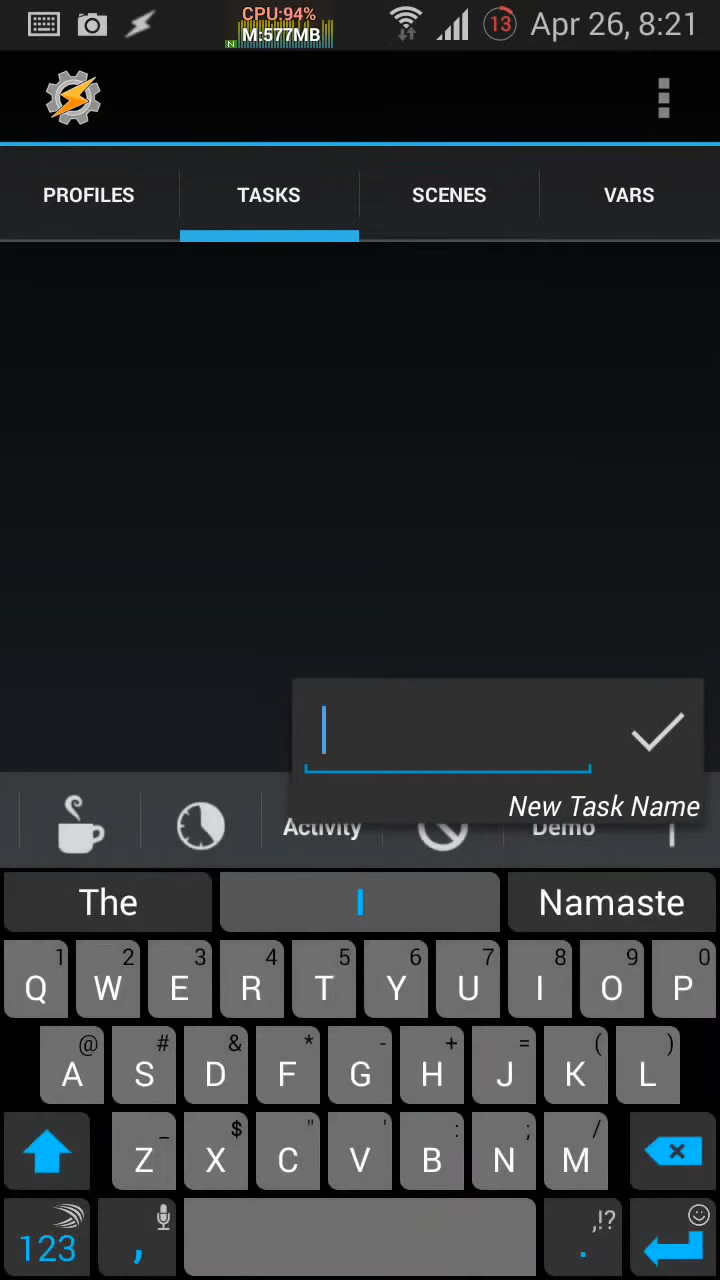 CPU:94%
M:577MB
N
13
Apr 26, 8:21
PROFILES TASKS SCENES VARS
New Task Name
Activity Demo
The I Namaste
1 2 3 4 5 6 7 8 9 0
Q W E R T Y U I O P
@ # & * - + = ( )
A S D F G H J K L
_ $ " ' : ; /
Z X C V B N M
,!?
123 , .